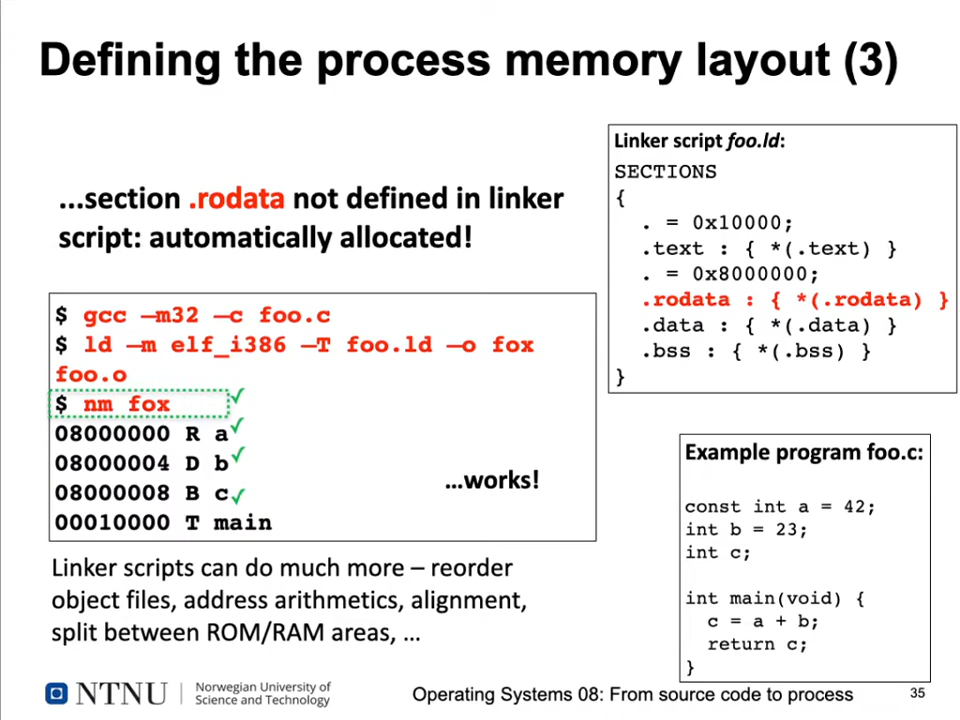 Defining the process memory layout (3)
...section .rodata not defined in linker
script: automatically allocated!
$ gcc –m32 –c foo.c
$ ld –m elf_i386 –T foo.ld –o fox
foo.o
$ nm fox
08000000 R a
08000004 D b
08000008 B c
00010000 T main
...works!
Linker scripts can do much more – reorder
object files, address arithmetics, alignment,
split between ROM/RAM areas, ...
Linker script foo.ld:
SECTIONS
{
. = 0x10000;
.text : { *(.text) }
. = 0x8000000;
.rodata : { *(.rodata) }
.data : { *(.data) }
.bss : { *(.bss) }
}
Example program foo.c:
const int a = 42;
int b = 23;
int c;
int main(void) {
c = a + b;
return c;
}
NTNU
Norwegian University of
Science and Technology
Operating Systems 08: From source code to process
35